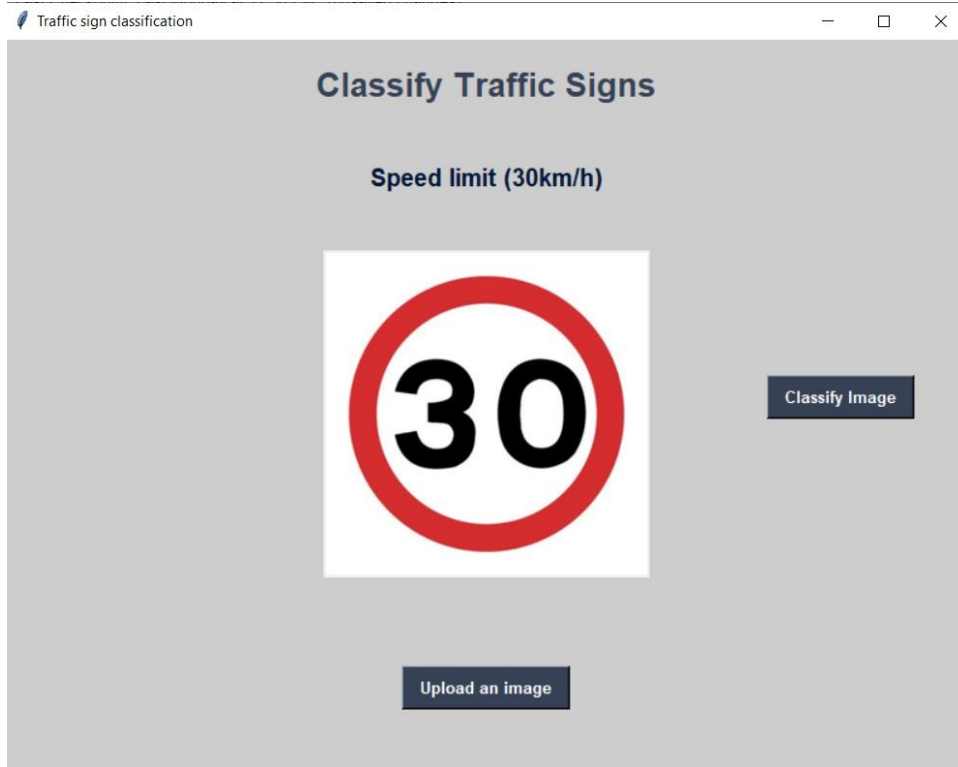 Traffic sign classification
Classify Traffic Signs
Speed limit (30km/h)
30
Classify Image
Upload an image